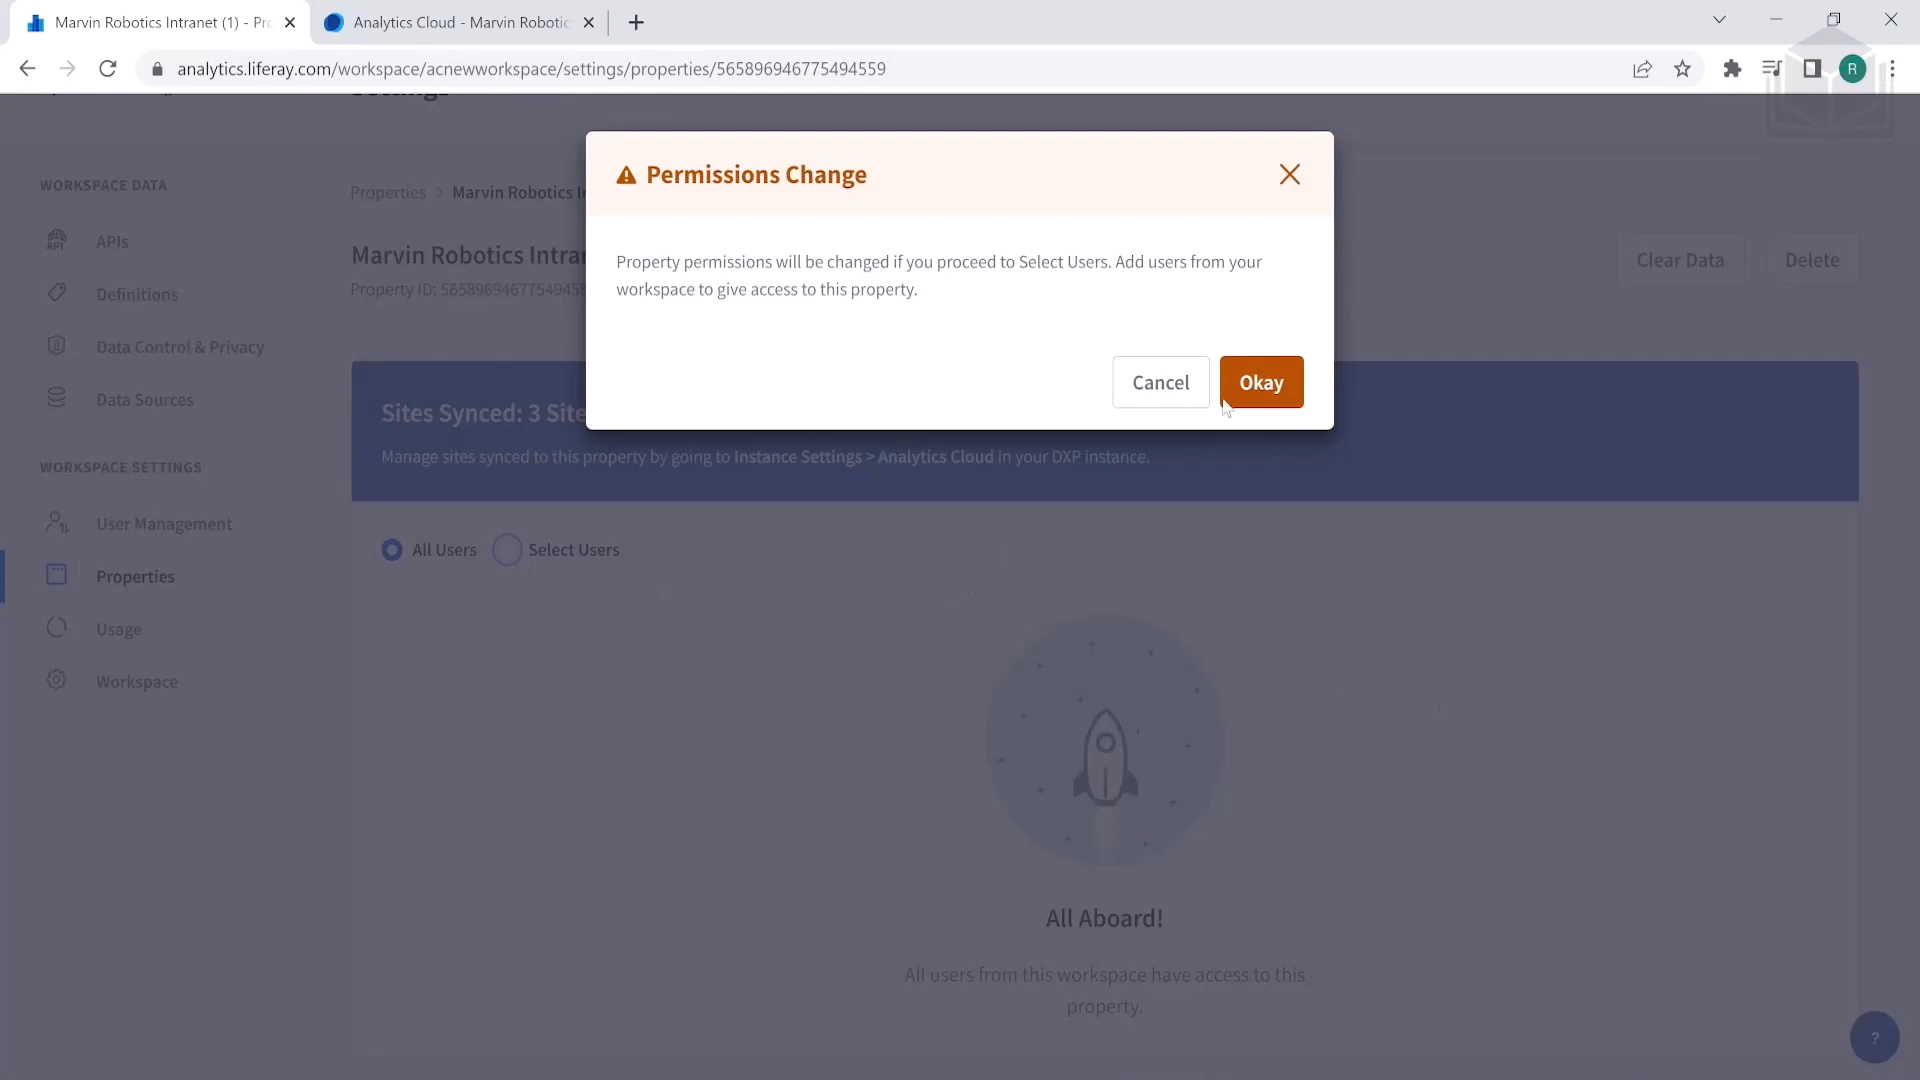 Marvin Robotics Intranet (1) - Pro
Analytics Cloud - Marvin Robotic
analytics.liferay.com/workspace/acnewworkspace/settings/properties/565896946775494559
R
Settings
Permissions Change
WORKSPACE DATA
Properties > Marvin Robotics In
API
APIs
Marvin Robotics Intran
Property permissions will be changed if you proceed to Select Users. Add users from your
workspace to give access to this property.
Clear Data
Delete
Property ID: 56589694677549455
Definitions
Data Control & Privacy
Cancel
Okay
Data Sources
Sites Synced: 3 Site
Manage sites synced to this property by going to Instance Settings > Analytics Cloud in your DXP instance.
WORKSPACE SETTINGS
User Management
All Users
Select Users
Properties
Usage
Workspace
All Aboard!
All users from this workspace have access to this
property.
?